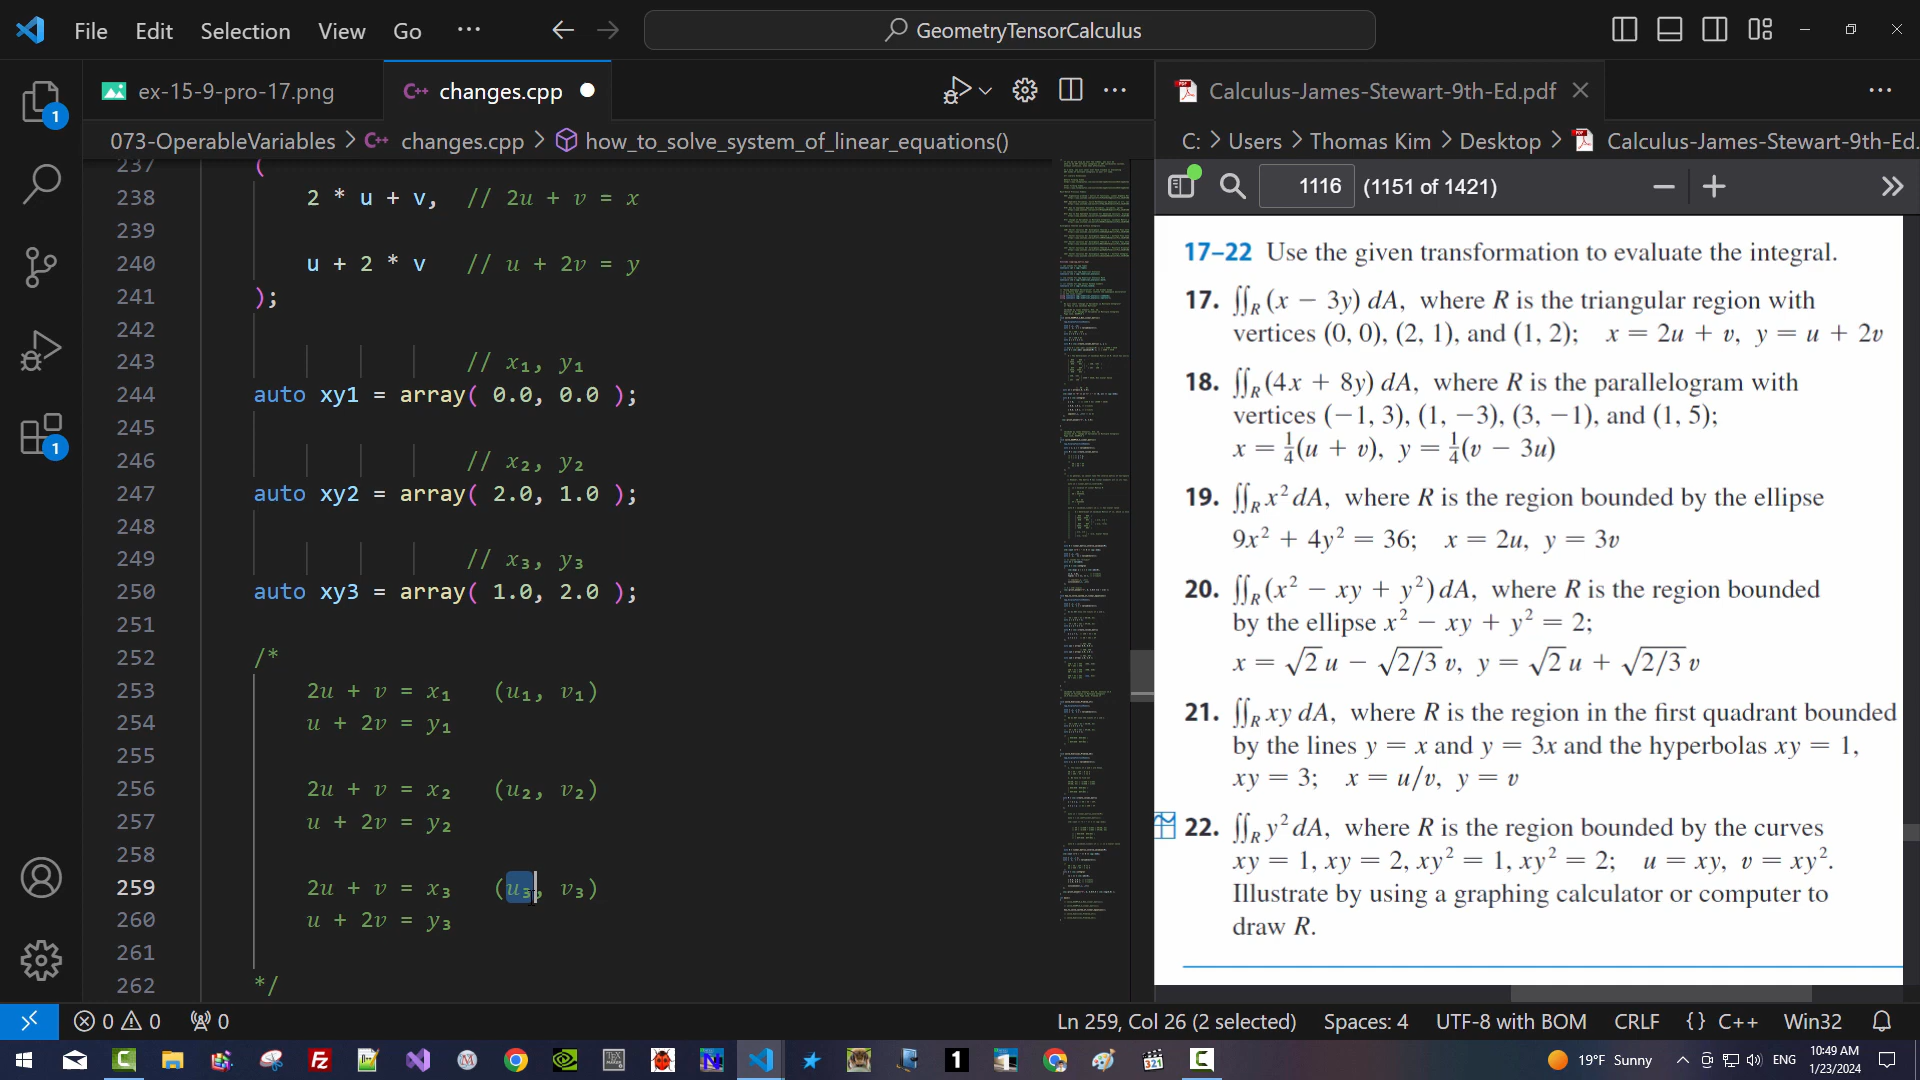 File Edit Selection View Go ···
GeometryTensorCalculus
ex-15-9-pro-17.png
C++ changes.cpp
Calculus-James-Stewart-9th-Ed.pdf
073-OperableVariables > C++ changes.cpp > how_to_solve_system_of_linear_equations()
C: > Users > Thomas Kim > Desktop > Calculus-James-Stewart-9th-Ed.
1116 (1151 of 1421)
237 (
238 2 * u + v, // 2u + v = x
239
240 u + 2 * v // u + 2v = y
241 );
242
243 // x₁, y₁
244 auto xy1 = array( 0.0, 0.0 );
245
246 // x₂, y₂
247 auto xy2 = array( 2.0, 1.0 );
248
249 // x₃, y₃
250 auto xy3 = array( 1.0, 2.0 );
251
252 /*
253 2u + v = x₁ (u₁, v₁)
254 u + 2v = y₁
255
256 2u + v = x₂ (u₂, v₂)
257 u + 2v = y₂
258
259 2u + v = x₃ (u₃, v₃)
260 u + 2v = y₃
261
262 */
17–22 Use the given transformation to evaluate the integral.
17. ∬R (x − 3y) dA, where R is the triangular region with
vertices (0, 0), (2, 1), and (1, 2); x = 2u + v, y = u + 2v
18. ∬R (4x + 8y) dA, where R is the parallelogram with
vertices (−1, 3), (1, −3), (3, −1), and (1, 5);
x = ¼(u + v), y = ¼(v − 3u)
19. ∬R x² dA, where R is the region bounded by the ellipse
9x² + 4y² = 36; x = 2u, y = 3v
20. ∬R (x² − xy + y²) dA, where R is the region bounded
by the ellipse x² − xy + y² = 2;
x = √2 u − √2/3 v, y = √2 u + √2/3 v
21. ∬R xy dA, where R is the region in the first quadrant bounded
by the lines y = x and y = 3x and the hyperbolas xy = 1,
xy = 3; x = u/v, y = v
22. ∬R y² dA, where R is the region bounded by the curves
xy = 1, xy = 2, xy² = 1, xy² = 2; u = xy, v = xy².
Illustrate by using a graphing calculator or computer to
draw R.
1
1
0 0 0
Ln 259, Col 26 (2 selected) Spaces: 4 UTF-8 with BOM CRLF {} C++ Win32
19°F Sunny ENG
10:49 AM
1/23/2024